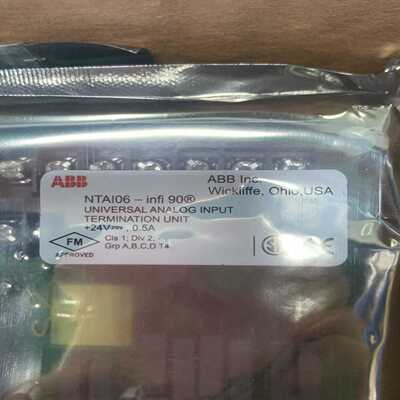 ABB
ABB Inc.
Wickliffe, Ohio, USA
NTAI06 – infi 90®
UNIVERSAL ANALOG INPUT
TERMINATION UNIT
+24V, 0.5A
FM
APPROVED
Cls 1; Div 2;
Grp A,B,C,D T4